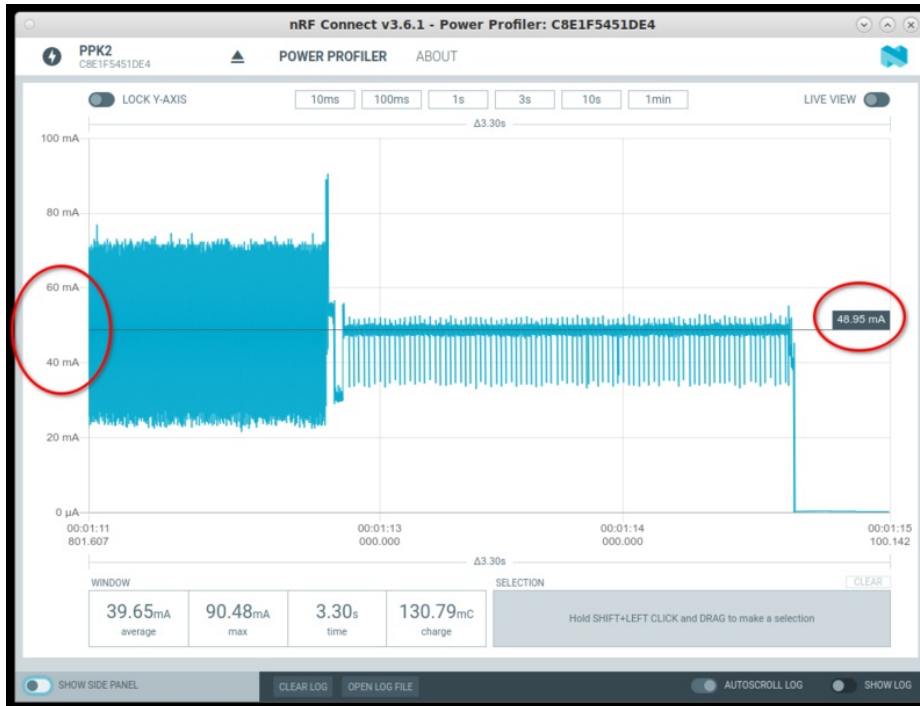 nRF Connect v3.6.1 - Power Profiler: C8E1F5451DE4
PPK2
C8E1F5451DE4
POWER PROFILER
ABOUT
LOCK Y-AXIS
10ms
100ms
1s
3s
10s
1min
LIVE VIEW
Δ3.30s
100 mA
80 mA
60 mA
48.95 mA
40 mA
20 mA
0 µA
00:01:11
801.607
00:01:13
000.000
00:01:14
000.000
00:01:15
100.142
Δ3.30s
WINDOW
39.65mA
average
90.48mA
max
3.30s
time
130.79mC
charge
SELECTION
CLEAR
Hold SHIFT+LEFT CLICK and DRAG to make a selection
SHOW SIDE PANEL
CLEAR LOG
OPEN LOG FILE
AUTOSCROLL LOG
SHOW LOG